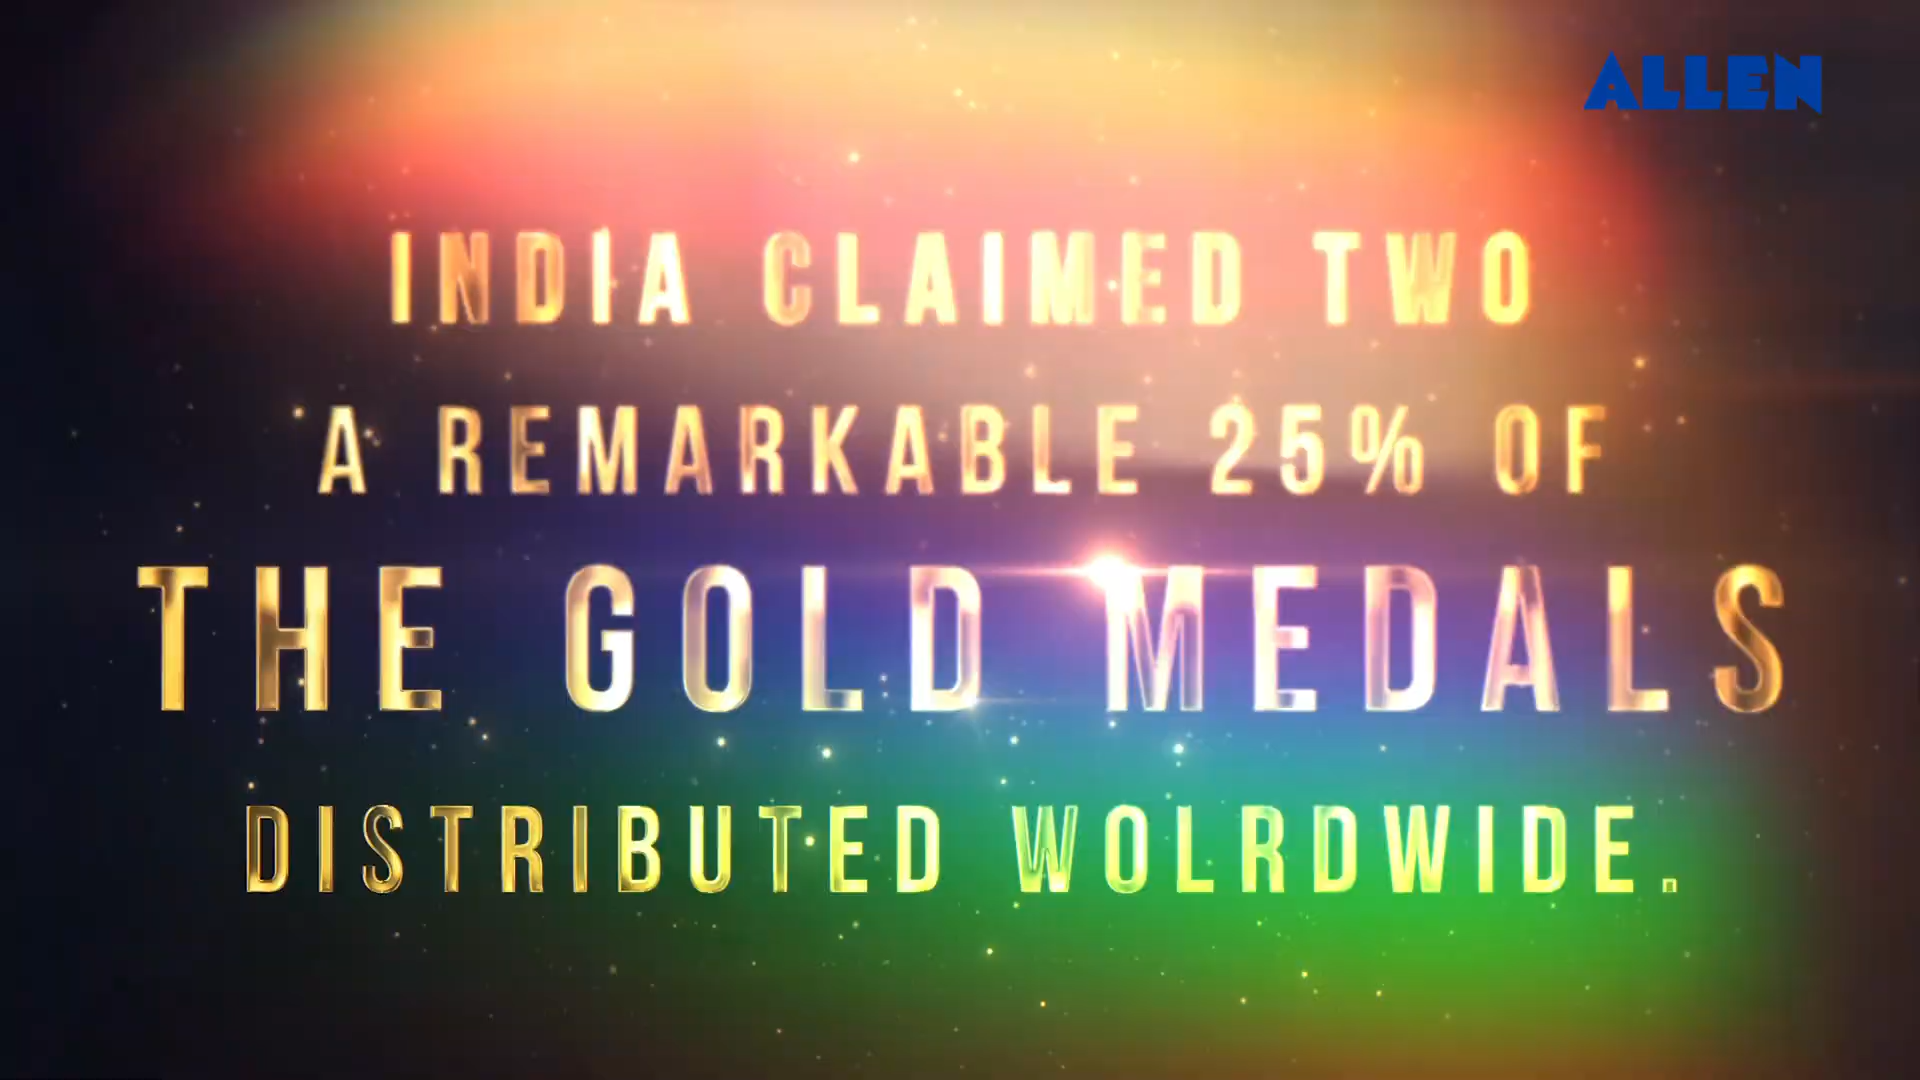 ALLEN
INDIA CLAIMED TWO
A REMARKABLE 25% OF
THE GOLD MEDALS
DISTRIBUTED WOLRDWIDE.